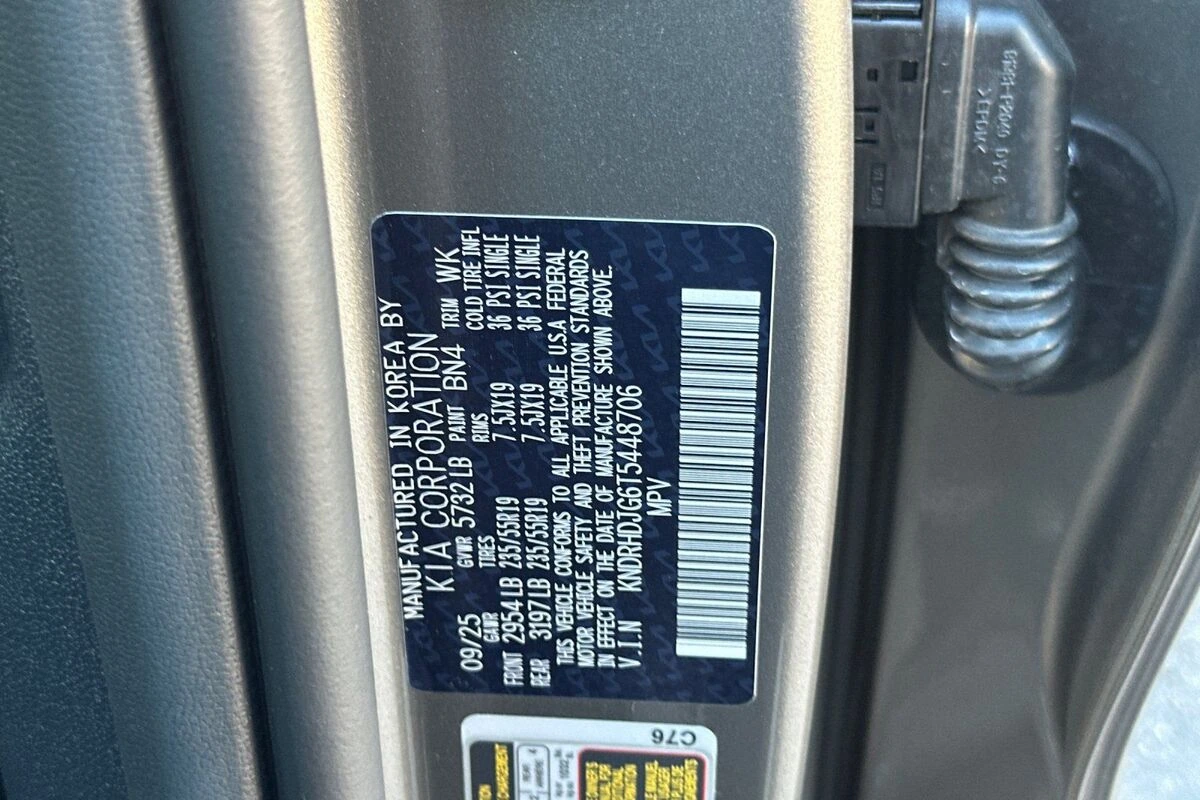 MANUFACTURED IN KOREA BY
KIA CORPORATION
09/25 GVWR 5732 LB PAINT BN4 TRIM WK
GAWR TIRES RIMS COLD TIRE INFL
FRONT 2954 LB 235/55R19 7.5JX19 36 PSI SINGLE
REAR 3197 LB 235/55R19 7.5JX19 36 PSI SINGLE
THIS VEHICLE CONFORMS TO ALL APPLICABLE U.S.A FEDERAL
MOTOR VEHICLE SAFETY AND THEFT PREVENTION STANDARDS
IN EFFECT ON THE DATE OF MANUFACTURE SHOWN ABOVE.
V.I.N KNDRHDJG6T5448706
MPV
C76